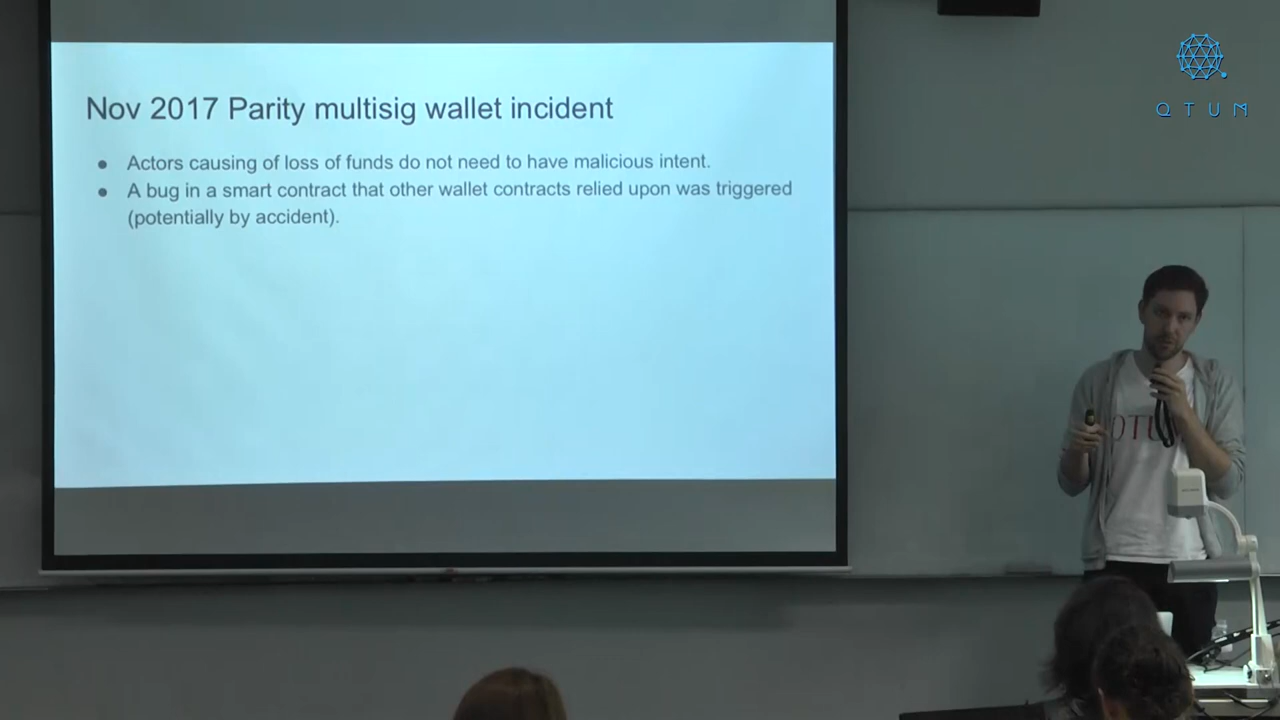 Nov 2017 Parity multisig wallet incident
● Actors causing of loss of funds do not need to have malicious intent.
● A bug in a smart contract that other wallet contracts relied upon was triggered
(potentially by accident).
QTUM
QTU